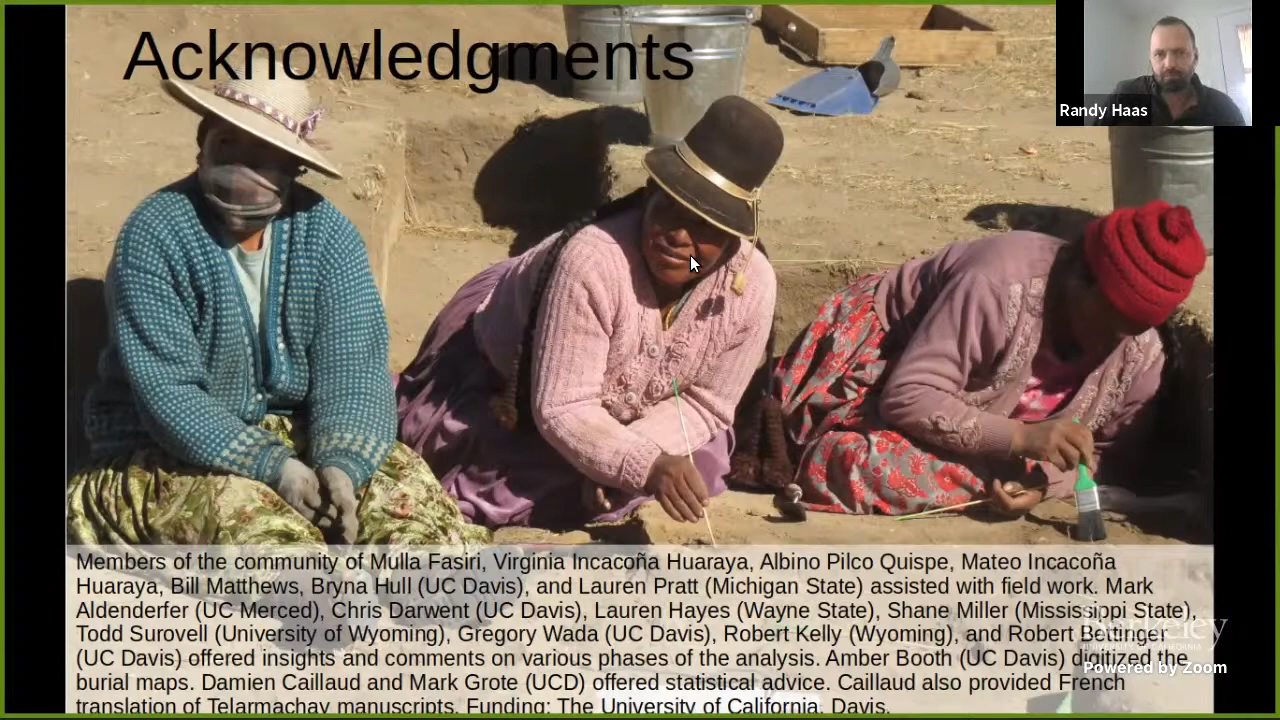 Acknowledgments
Randy Haas
Members of the community of Mulla Fasiri, Virginia Incacoña Huaraya, Albino Pilco Quispe, Mateo Incacoña
Huaraya, Bill Matthews, Bryna Hull (UC Davis), and Lauren Pratt (Michigan State) assisted with field work. Mark
Aldenderfer (UC Merced), Chris Darwent (UC Davis), Lauren Hayes (Wayne State), Shane Miller (Mississippi State),
Todd Surovell (University of Wyoming), Gregory Wada (UC Davis), Robert Kelly (Wyoming), and Robert Bettinger
(UC Davis) offered insights and comments on various phases of the analysis. Amber Booth (UC Davis)
burial maps. Damien Caillaud and Mark Grote (UCD) offered statistical advice. Caillaud also provided French
translation of Telarmachay manuscripts. Funding: The University of California, Davis.
Berkeley
UNIVERSITY OF CALIFORNIA
Powered by Zoom